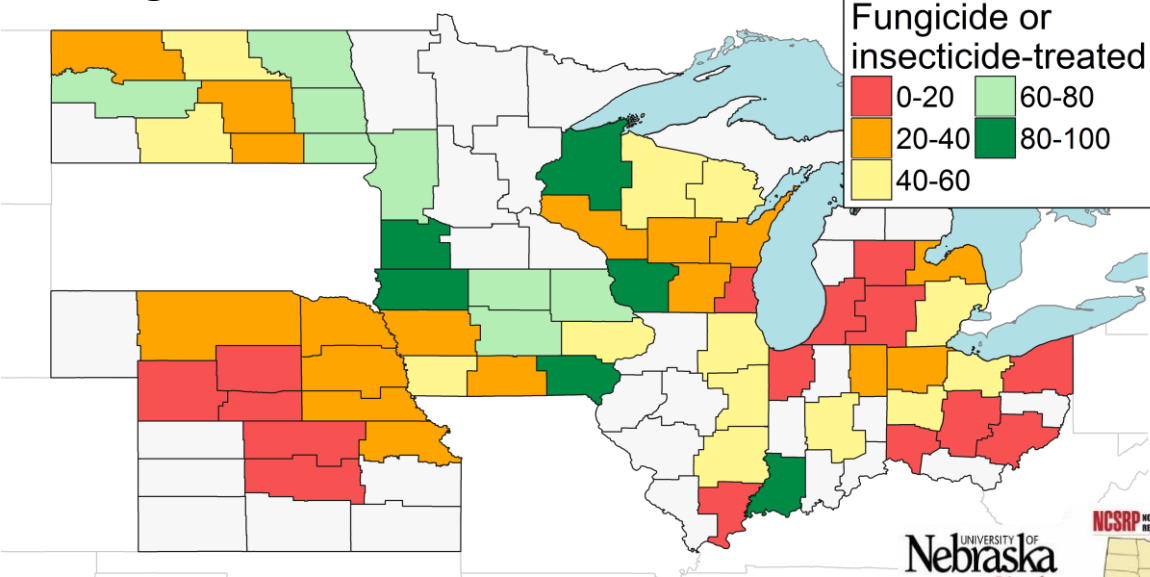 Fungicide or
insecticide-treated
0-20
60-80
20-40
80-100
40-60
NCSRP
UNIVERSITY OF
Nebraska